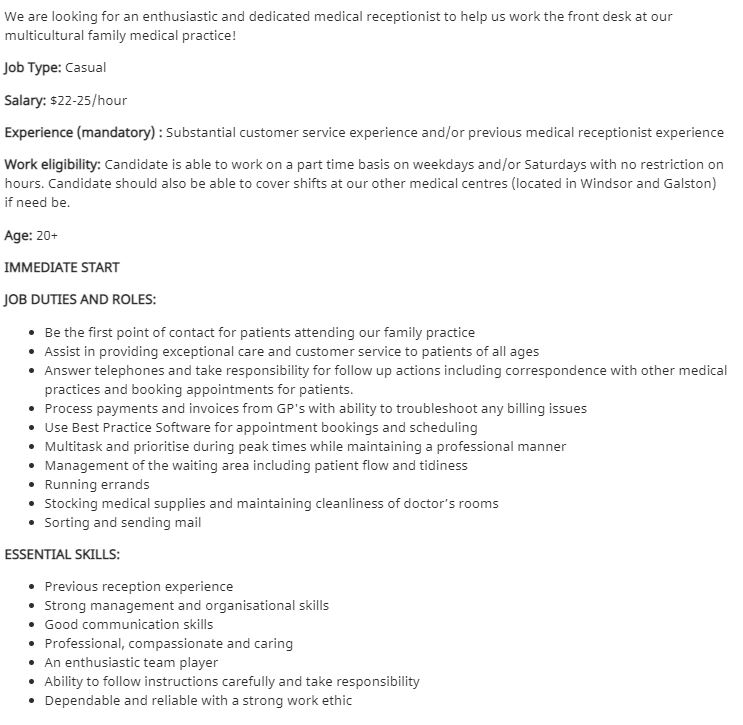 We are looking for an enthusiastic and dedicated medical receptionist to help us work the front desk at our
multicultural family medical practice!
Job Type: Casual
Salary: $22-25/hour
Experience (mandatory) : Substantial customer service experience and/or previous medical receptionist experience
Work eligibility: Candidate is able to work on a part time basis on weekdays and/or Saturdays with no restriction on
hours. Candidate should also be able to cover shifts at our other medical centres (located in Windsor and Galston)
if need be.
Age: 20+
IMMEDIATE START
JOB DUTIES AND ROLES:
• Be the first point of contact for patients attending our family practice
• Assist in providing exceptional care and customer service to patients of all ages
• Answer telephones and take responsibility for follow up actions including correspondence with other medical
practices and booking appointments for patients.
• Process payments and invoices from GP's with ability to troubleshoot any billing issues
• Use Best Practice Software for appointment bookings and scheduling
• Multitask and prioritise during peak times while maintaining a professional manner
• Management of the waiting area including patient flow and tidiness
• Running errands
• Stocking medical supplies and maintaining cleanliness of doctor's rooms
• Sorting and sending mail
ESSENTIAL SKILLS:
• Previous reception experience
• Strong management and organisational skills
• Good communication skills
• Professional, compassionate and caring
• An enthusiastic team player
• Ability to follow instructions carefully and take responsibility
• Dependable and reliable with a strong work ethic